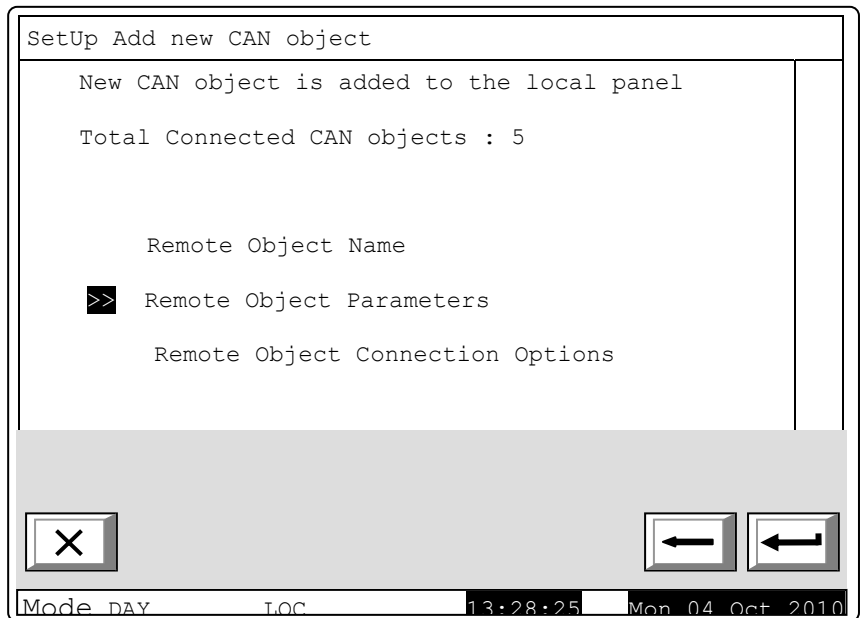 SetUp Add new CAN object
New CAN object is added to the local panel
Total Connected CAN objects : 5
Remote Object Name
>> Remote Object Parameters
Remote Object Connection Options
Mode DAY LOC 13:28:25 Mon 04 Oct 2010